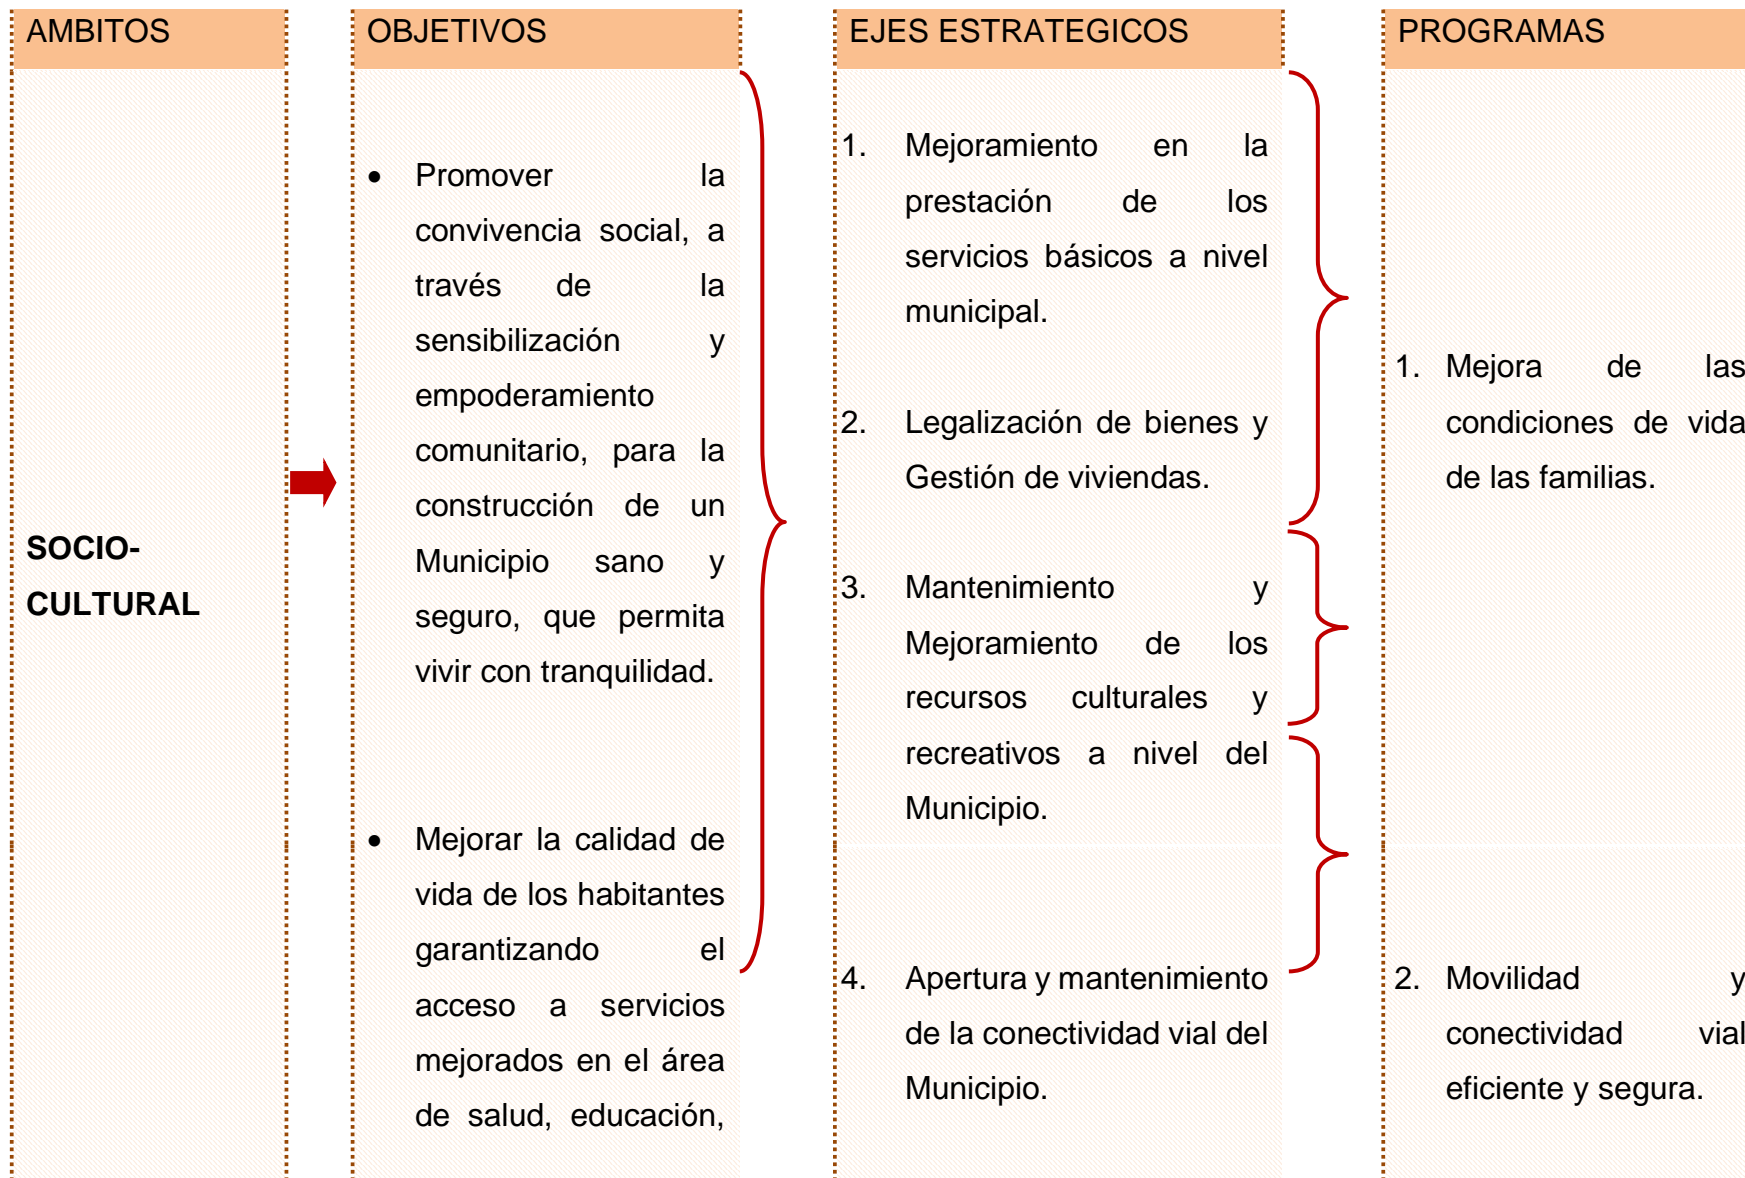 AMBITOS
OBJETIVOS
EJES ESTRATEGICOS
PROGRAMAS
SOCIO-
CULTURAL
• Promover la
convivencia social, a
través de la
sensibilización y
empoderamiento
comunitario, para la
construcción de un
Municipio sano y
seguro, que permita
vivir con tranquilidad.
• Mejorar la calidad de
vida de los habitantes
garantizando el
acceso a servicios
mejorados en el área
de salud, educación,
1. Mejoramiento en la
prestación de los
servicios básicos a nivel
municipal.
2. Legalización de bienes y
Gestión de viviendas.
3. Mantenimiento y
Mejoramiento de los
recursos culturales y
recreativos a nivel del
Municipio.
4. Apertura y mantenimiento
de la conectividad vial del
Municipio.
1. Mejora de las
condiciones de vida
de las familias.
2. Movilidad y
conectividad vial
eficiente y segura.